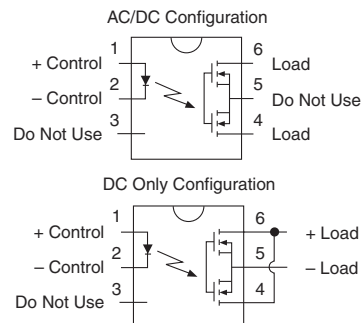 AC/DC Configuration
1 6
+ Control Load
2 5
– Control Do Not Use
3 4
Do Not Use Load
DC Only Configuration
1 6
+ Control + Load
2 5
– Control – Load
3 4
Do Not Use